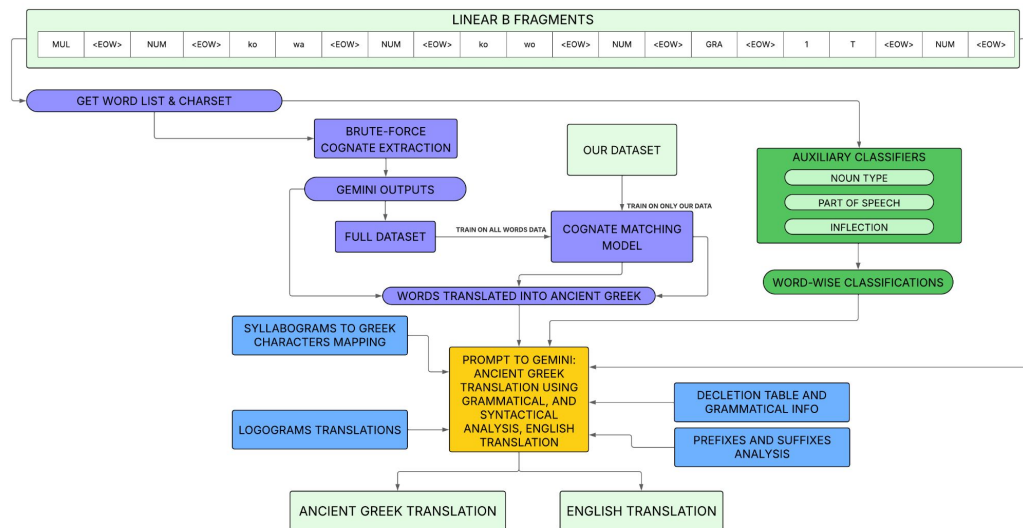 LINEAR B FRAGMENTS
MUL <EOW> NUM <EOW> ko wa <EOW> NUM <EOW> ko wo <EOW> NUM <EOW> GRA <EOW> 1 T <EOW> NUM <EOW>
GET WORD LIST & CHARSET
BRUTE-FORCE
COGNATE EXTRACTION
OUR DATASET
AUXILIARY CLASSIFIERS
NOUN TYPE
PART OF SPEECH
INFLECTION
GEMINI OUTPUTS
TRAIN ON ONLY OUR DATA
FULL DATASET
TRAIN ON ALL WORDS DATA
COGNATE MATCHING
MODEL
WORD-WISE CLASSIFICATIONS
WORDS TRANSLATED INTO ANCIENT GREEK
SYLLABOGRAMS TO GREEK
CHARACTERS MAPPING
PROMPT TO GEMINI:
ANCIENT GREEK
TRANSLATION USING
GRAMMATICAL, AND
SYNTACTICAL
ANALYSIS, ENGLISH
TRANSLATION
DECLETION TABLE AND
GRAMMATICAL INFO
LOGOGRAMS TRANSLATIONS
PREFIXES AND SUFFIXES
ANALYSIS
ANCIENT GREEK TRANSLATION
ENGLISH TRANSLATION